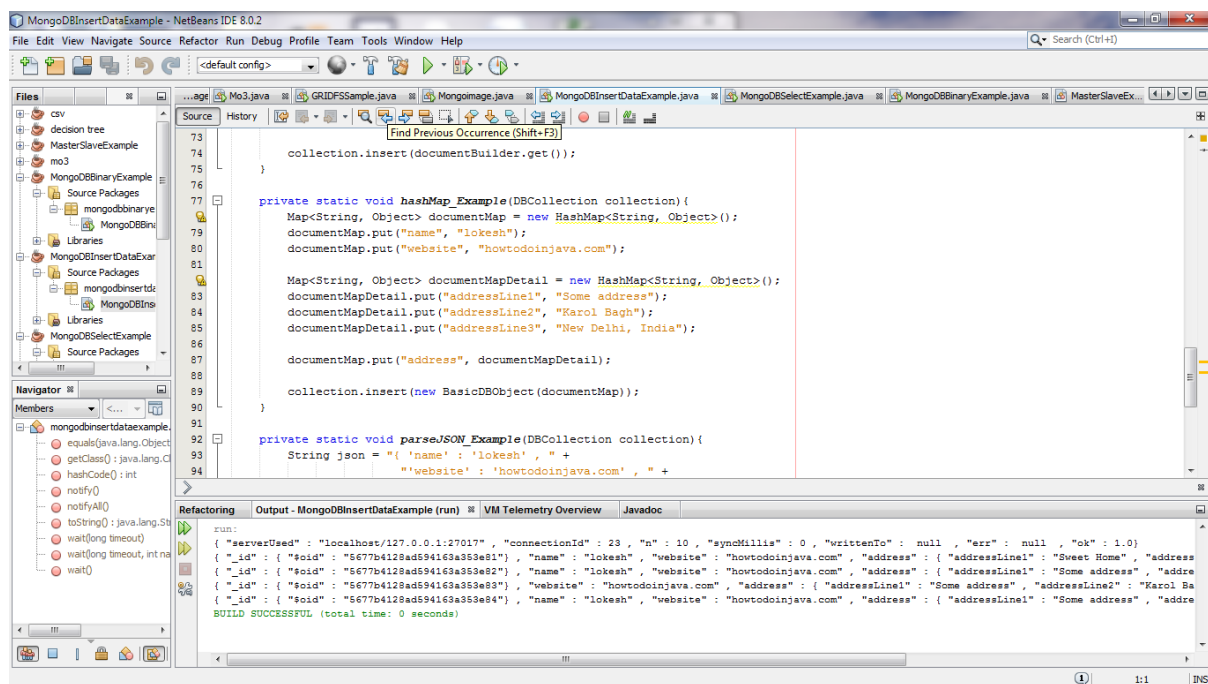 MongoDBInsertDataExample - NetBeans IDE 8.0.2
File Edit View Navigate Source Refactor Run Debug Profile Team Tools Window Help
Search (Ctrl+I)
<default config>
Files
...age Mo3.java GRIDFSSample.java Mongoimage.java MongoDBInsertDataExample.java MongoDBSelectExample.java MongoDBBinaryExample.java MasterSlaveEx...
csv
decision tree
MasterSlaveExample
mo3
MongoDBBinaryExample
Source Packages
mongodbbinarye
MongoDBBina
Libraries
MongoDBInsertDataExar
Source Packages
mongodbinsertda
MongoDBInse
Libraries
MongoDBSelectExample
Source Packages
Source History
Find Previous Occurrence (Shift+F3)
73
74 collection.insert(documentBuilder.get());
75 }
76
77 private static void hashMap_Example(DBCollection collection){
Map<String, Object> documentMap = new HashMap<String, Object>();
79 documentMap.put("name", "lokesh");
80 documentMap.put("website", "howtodoinjava.com");
81
Map<String, Object> documentMapDetail = new HashMap<String, Object>();
83 documentMapDetail.put("addressLine1", "Some address");
84 documentMapDetail.put("addressLine2", "Karol Bagh");
85 documentMapDetail.put("addressLine3", "New Delhi, India");
86
87 documentMap.put("address", documentMapDetail);
88
89 collection.insert(new BasicDBObject(documentMap));
90 }
91
92 private static void parseJSON_Example(DBCollection collection){
93 String json = "{ 'name' : 'lokesh' , " +
94 "'website' : 'howtodoinjava.com' , " +
Navigator
Members <...
mongodbinsertdataexample.
equals(java.lang.Object
getClass() : java.lang.Cl
hashCode() : int
notify()
notifyAll()
toString() : java.lang.Str
wait(long timeout)
wait(long timeout, int na
wait()
Refactoring Output - MongoDBInsertDataExample (run) VM Telemetry Overview Javadoc
run:
{ "serverUsed" : "localhost/127.0.0.1:27017" , "connectionId" : 23 , "n" : 10 , "syncMillis" : 0 , "writtenTo" : null , "err" : null , "ok" : 1.0}
{ "_id" : { "$oid" : "5677b4128ad594163a353e81"} , "name" : "lokesh" , "website" : "howtodoinjava.com" , "address" : { "addressLine1" : "Sweet Home" , "address
{ "_id" : { "$oid" : "5677b4128ad594163a353e82"} , "name" : "lokesh" , "website" : "howtodoinjava.com" , "address" : { "addressLine1" : "Some address" , "addre
{ "_id" : { "$oid" : "5677b4128ad594163a353e83"} , "website" : "howtodoinjava.com" , "address" : { "addressLine1" : "Some address" , "addressLine2" : "Karol Ba
{ "_id" : { "$oid" : "5677b4128ad594163a353e84"} , "name" : "lokesh" , "website" : "howtodoinjava.com" , "address" : { "addressLine1" : "Some address" , "addre
BUILD SUCCESSFUL (total time: 0 seconds)
1 1:1 INS